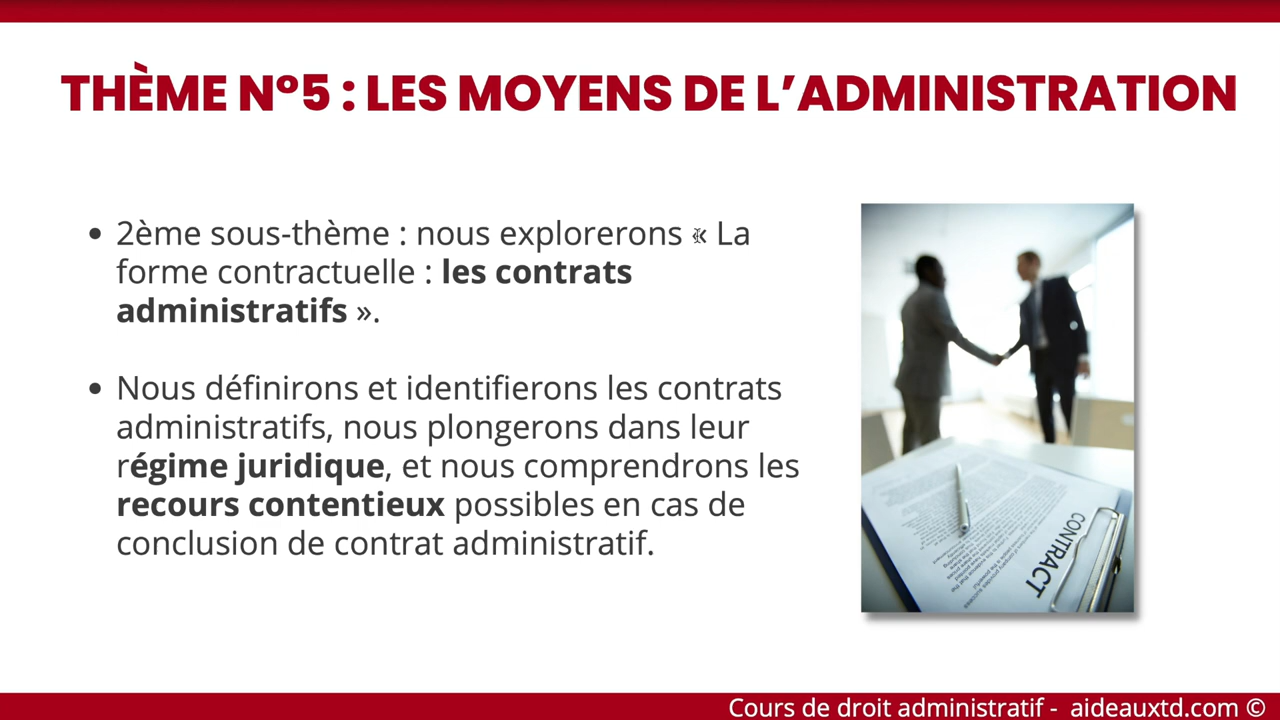 THÈME N°5 : LES MOYENS DE L’ADMINISTRATION
• 2ème sous-thème : nous explorerons « La
forme contractuelle : les contrats
administratifs ».
• Nous définirons et identifierons les contrats
administratifs, nous plongerons dans leur
régime juridique, et nous comprendrons les
recours contentieux possibles en cas de
conclusion de contrat administratif.
CONTRACT
Cours de droit administratif - aideauxtd.com ©